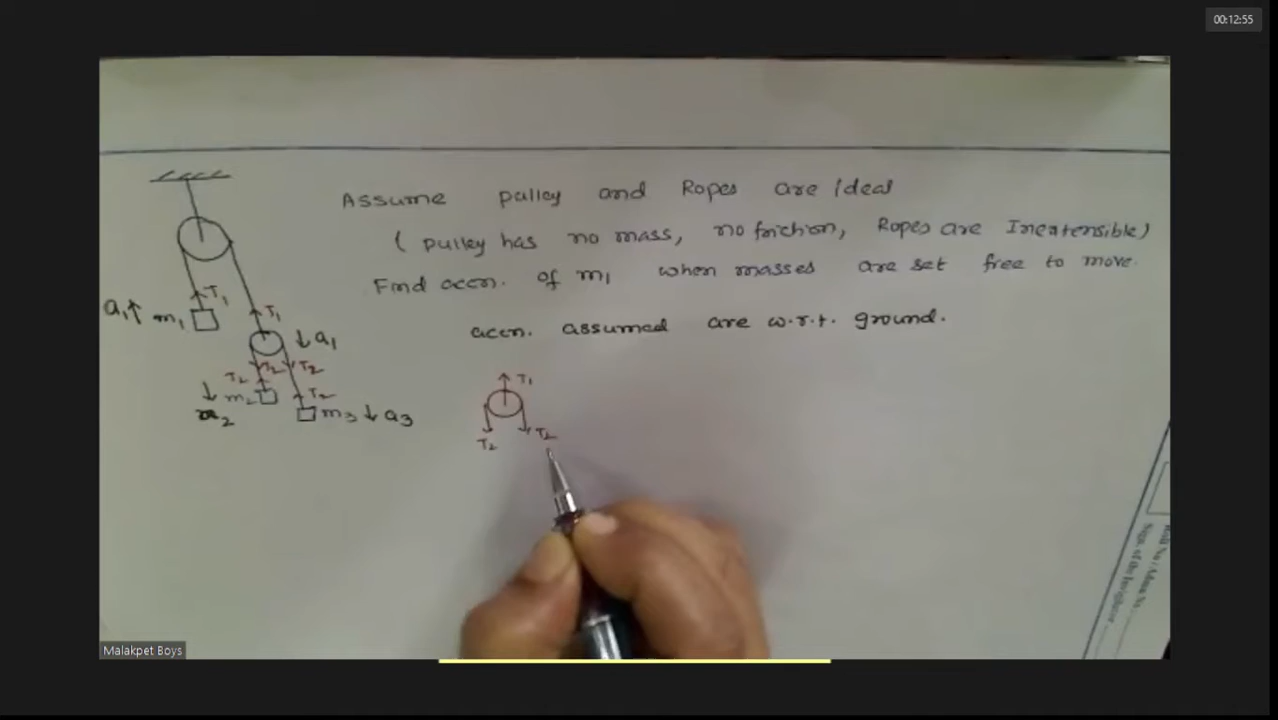 00:12:55
Assume pulley and Ropes are ideal
( pulley has no mass, no friction, Ropes are Inextensible)
Find accn. of m1 when masses are set free to move.
accn. assumed are w.r.t. ground.
T1
a1↑ m1
T1
↓a1
T2 T2 T2
↓ m2 T2
a2 m3 ↓ a3
T1
T2 T2
Malakpet Boys